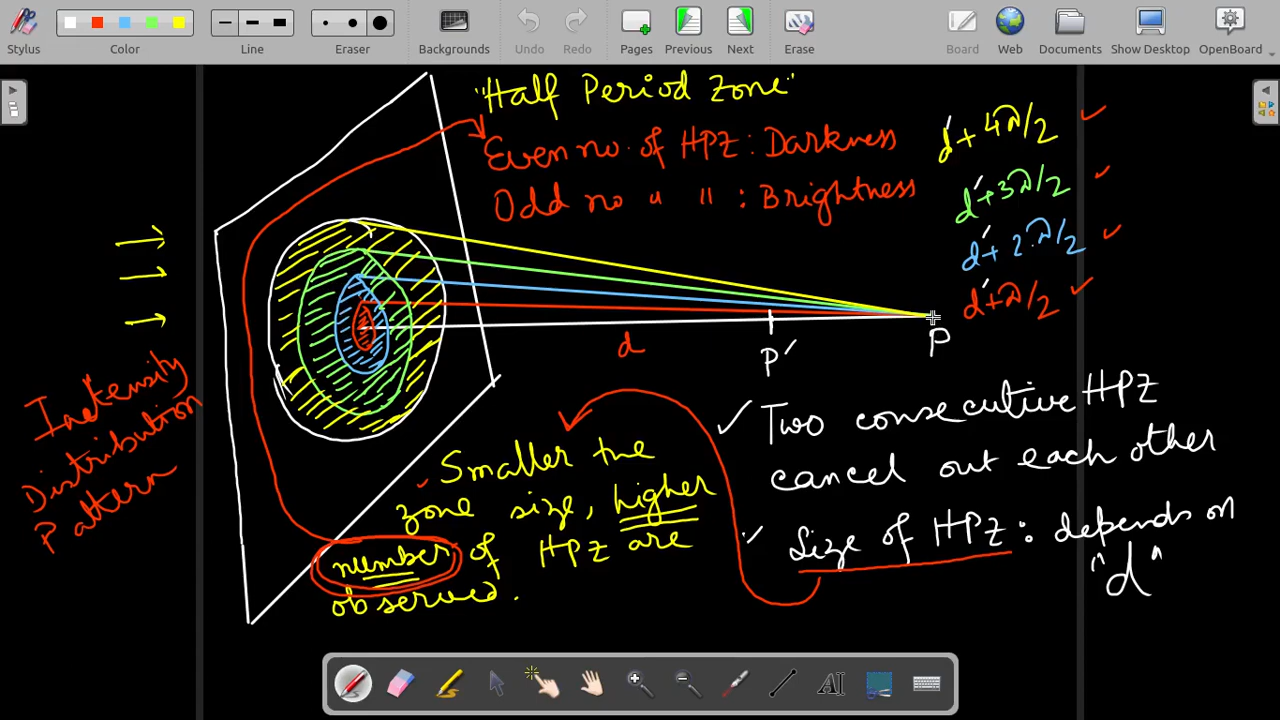 Stylus
Color
Line
Eraser
Backgrounds
Undo
Redo
Pages
Previous
Next
Erase
Board
Web
Documents
Show Desktop
OpenBoard
"Half Period Zone"
Even no. of HPZ : Darkness
Odd no " " : Brightness
d'+4λ/2
d'+3λ/2
d'+2.λ/2
d'+λ/2
d
P'
P
Intensity
Distribution
Pattern
Two consecutive HPZ
cancel out each other
Size of HPZ : depends on
"d"
Smaller the
zone size, higher
number of HPZ are
observed.